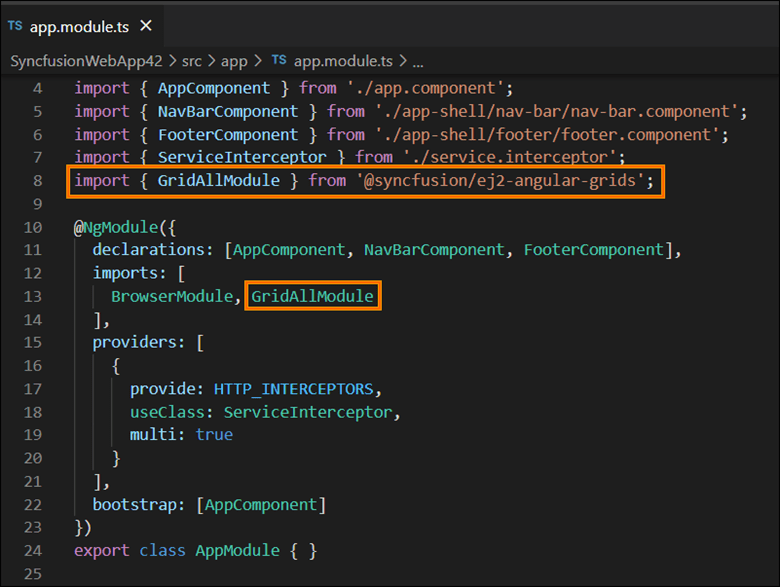 TS app.module.ts ✕
SyncfusionWebApp42 > src > app > TS app.module.ts > ...
4 import { AppComponent } from './app.component';
5 import { NavBarComponent } from './app-shell/nav-bar/nav-bar.component';
6 import { FooterComponent } from './app-shell/footer/footer.component';
7 import { ServiceInterceptor } from './service.interceptor';
8 import { GridAllModule } from '@syncfusion/ej2-angular-grids';
9
10 @NgModule({
11   declarations: [AppComponent, NavBarComponent, FooterComponent],
12   imports: [
13     BrowserModule, GridAllModule
14   ],
15   providers: [
16     {
17       provide: HTTP_INTERCEPTORS,
18       useClass: ServiceInterceptor,
19       multi: true
20     }
21   ],
22   bootstrap: [AppComponent]
23 })
24 export class AppModule { }
25